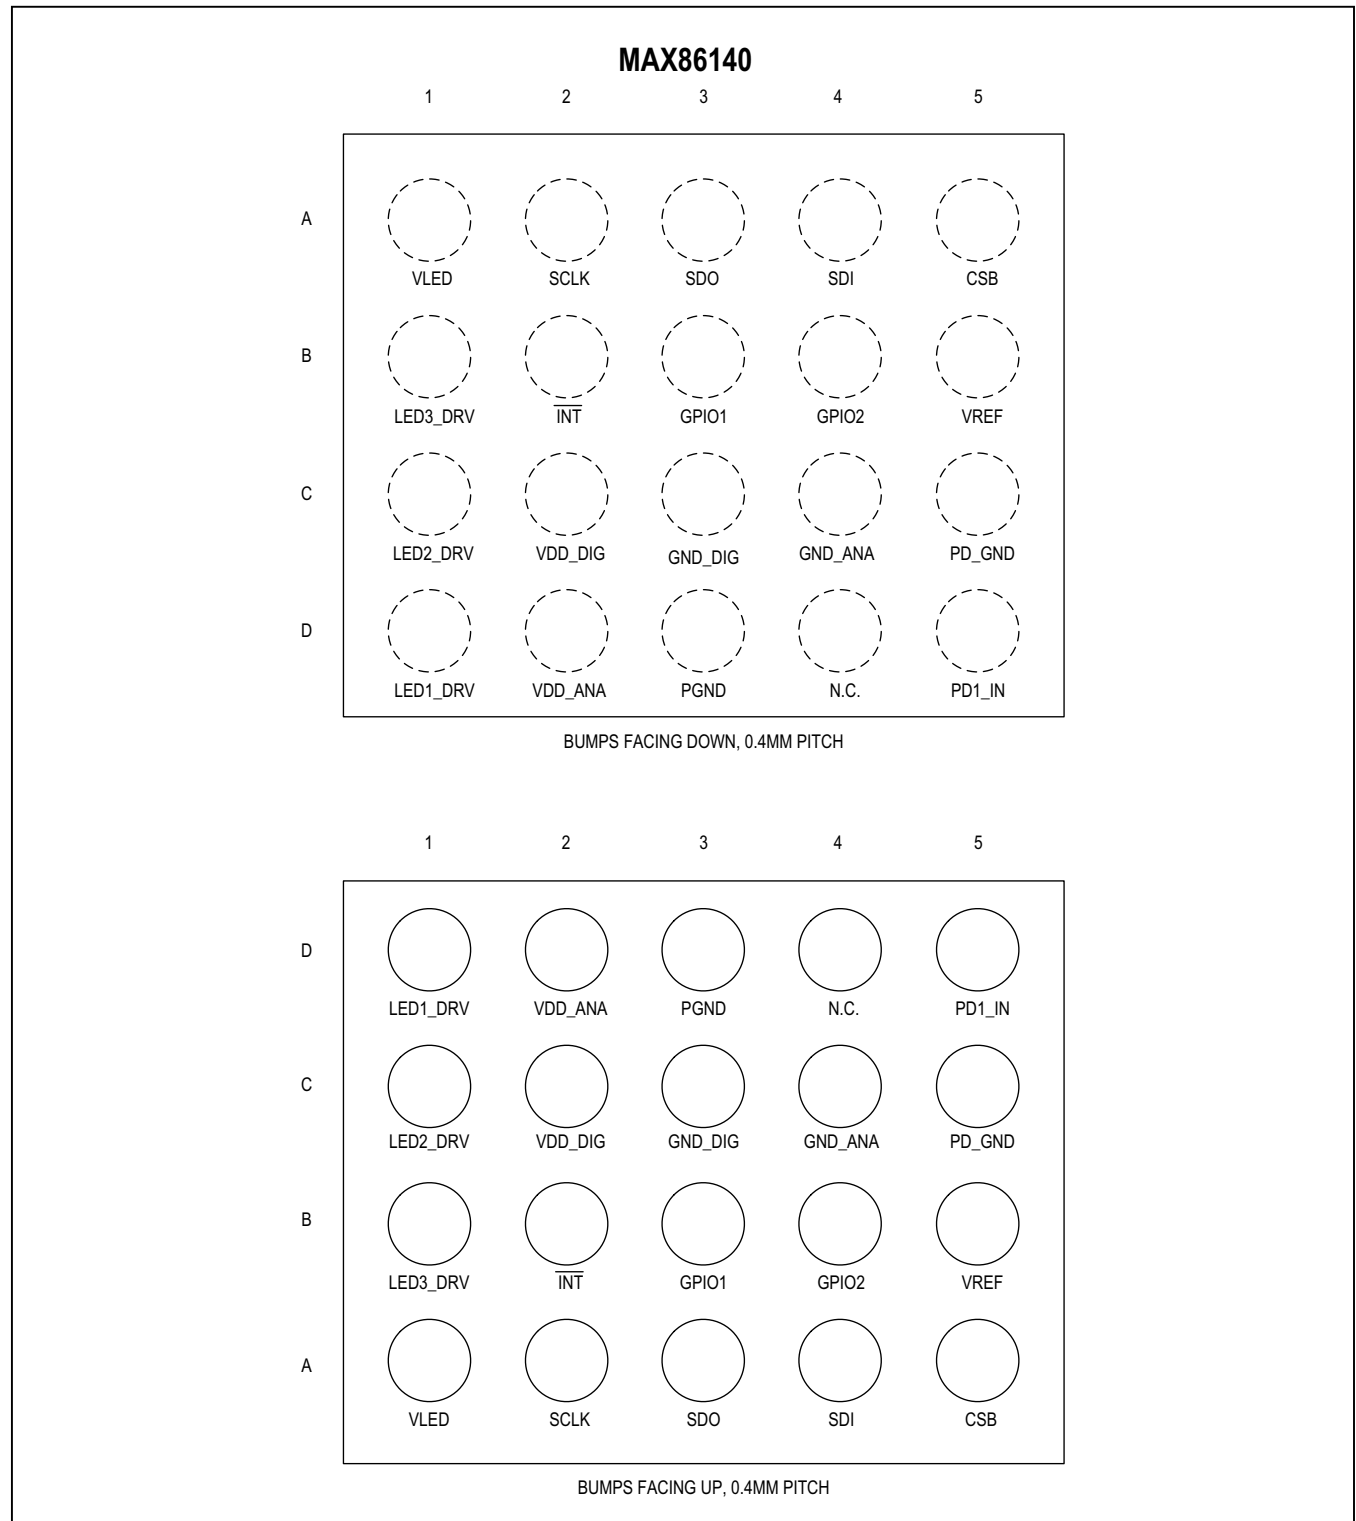 MAX86140
1 2 3 4 5
A
VLED SCLK SDO SDI CSB
B
LED3_DRV INT GPIO1 GPIO2 VREF
C
LED2_DRV VDD_DIG GND_DIG GND_ANA PD_GND
D
LED1_DRV VDD_ANA PGND N.C. PD1_IN
BUMPS FACING DOWN, 0.4MM PITCH
1 2 3 4 5
D
LED1_DRV VDD_ANA PGND N.C. PD1_IN
C
LED2_DRV VDD_DIG GND_DIG GND_ANA PD_GND
B
LED3_DRV INT GPIO1 GPIO2 VREF
A
VLED SCLK SDO SDI CSB
BUMPS FACING UP, 0.4MM PITCH